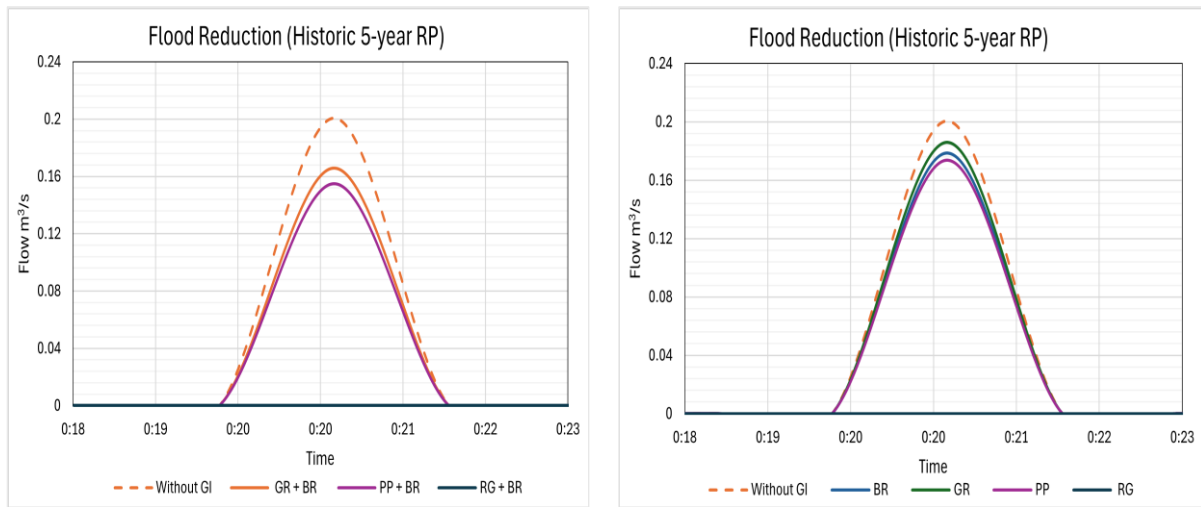 Flood Reduction (Historic 5-year RP)
0.24
0.2
0.16
0.12
0.08
0.04
0
Flow m³/s
0:18 0:19 0:20 0:20 0:21 0:22 0:23
Time
Without GI GR + BR PP + BR RG + BR
Flood Reduction (Historic 5-year RP)
0.24
0.2
0.16
0.12
0.08
0.04
0
Flow m³/s
0:18 0:19 0:20 0:20 0:21 0:22 0:23
Time
Without GI BR GR PP RG